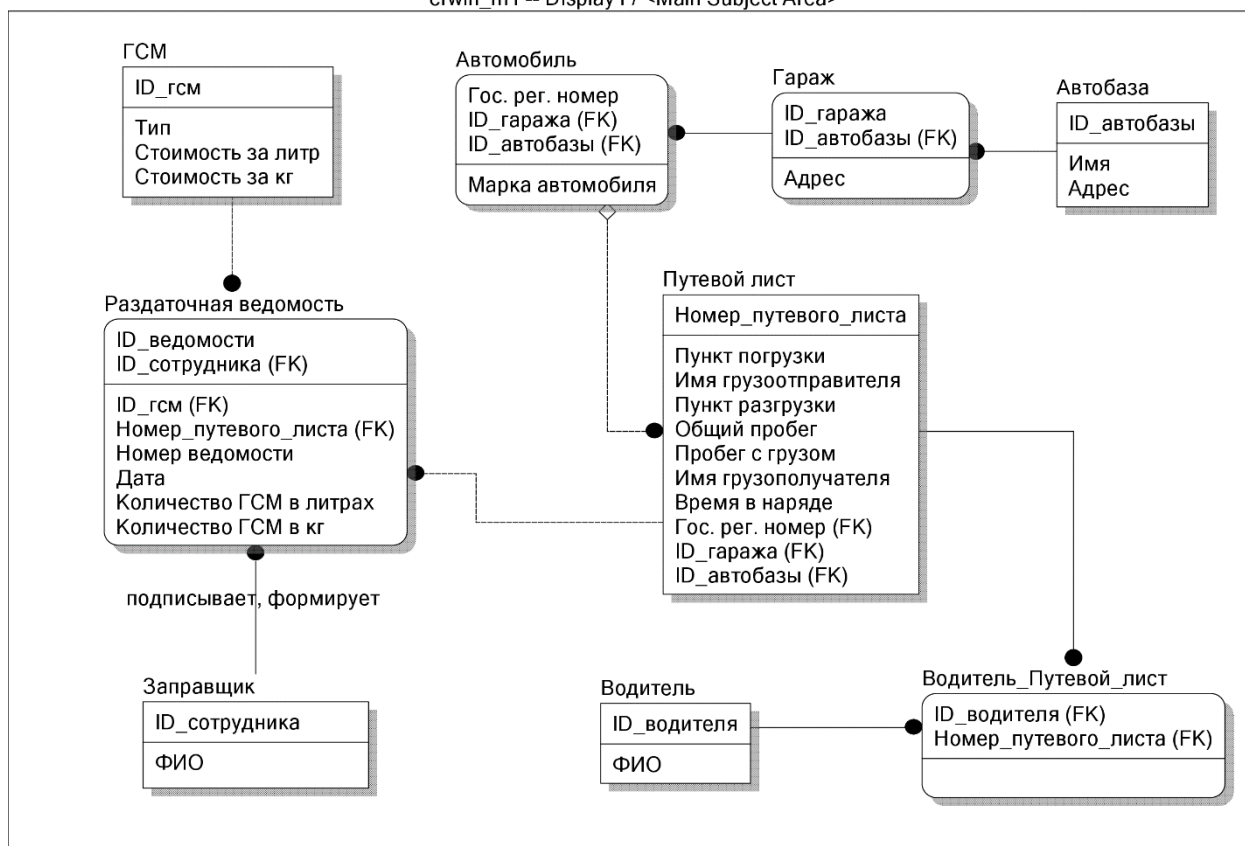 ГСМ
ID_гсм
Тип
Стоимость за литр
Стоимость за кг
Автомобиль
Гос. рег. номер
ID_гаража (FK)
ID_автобазы (FK)
Марка автомобиля
Гараж
ID_гаража
ID_автобазы (FK)
Адрес
Автобаза
ID_автобазы
Имя
Адрес
Раздаточная ведомость
ID_ведомости
ID_сотрудника (FK)
ID_гсм (FK)
Номер_путевого_листа (FK)
Номер ведомости
Дата
Количество ГСМ в литрах
Количество ГСМ в кг
Путевой лист
Номер_путевого_листа
Пункт погрузки
Имя грузоотправителя
Пункт разгрузки
Общий пробег
Пробег с грузом
Имя грузополучателя
Время в наряде
Гос. рег. номер (FK)
ID_гаража (FK)
ID_автобазы (FK)
подписывает, формирует
Заправщик
ID_сотрудника
ФИО
Водитель
ID_водителя
ФИО
Водитель_Путевой_лист
ID_водителя (FK)
Номер_путевого_листа (FK)